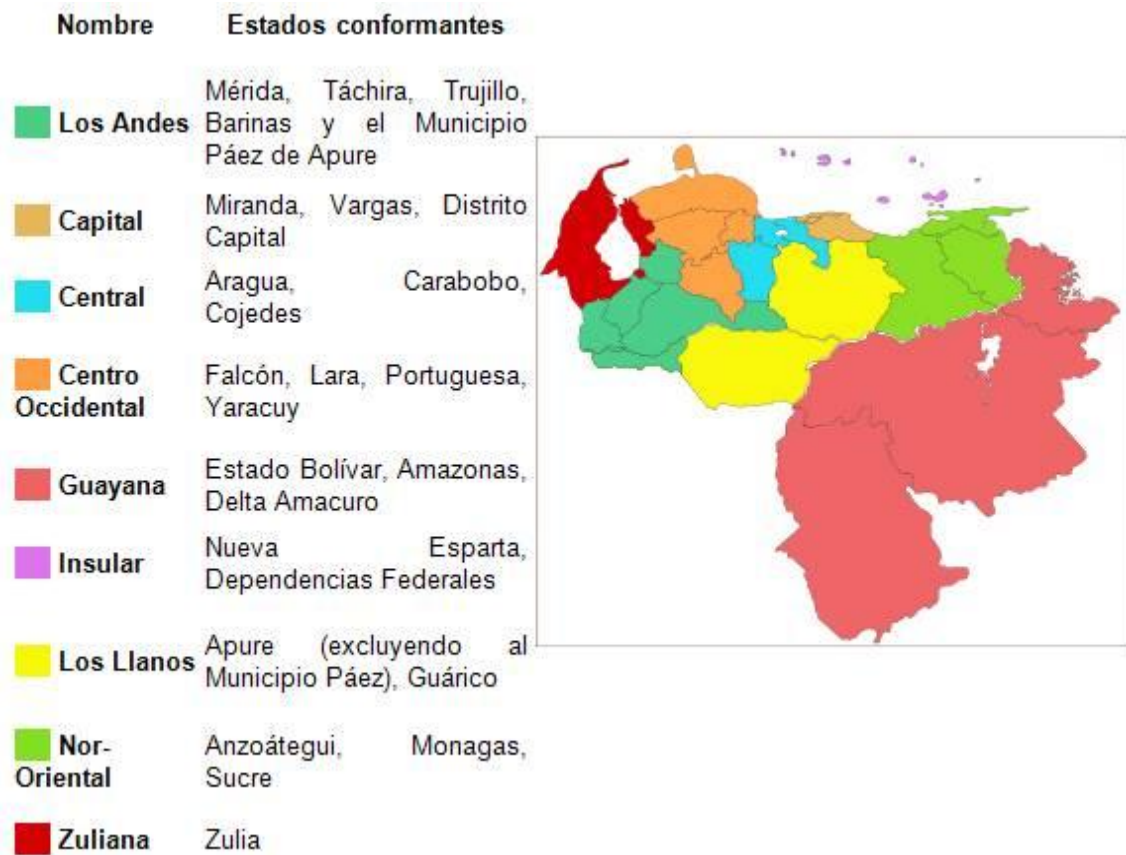 Nombre Estados conformantes
Los Andes
Mérida, Táchira, Trujillo,
Barinas y el Municipio
Páez de Apure
Capital
Miranda, Vargas, Distrito
Capital
Central
Aragua, Carabobo,
Cojedes
Centro
Occidental
Falcón, Lara, Portuguesa,
Yaracuy
Guayana
Estado Bolívar, Amazonas,
Delta Amacuro
Insular
Nueva Esparta,
Dependencias Federales
Los Llanos
Apure (excluyendo al
Municipio Páez), Guárico
Nor-
Oriental
Anzoátegui, Monagas,
Sucre
Zuliana
Zulia